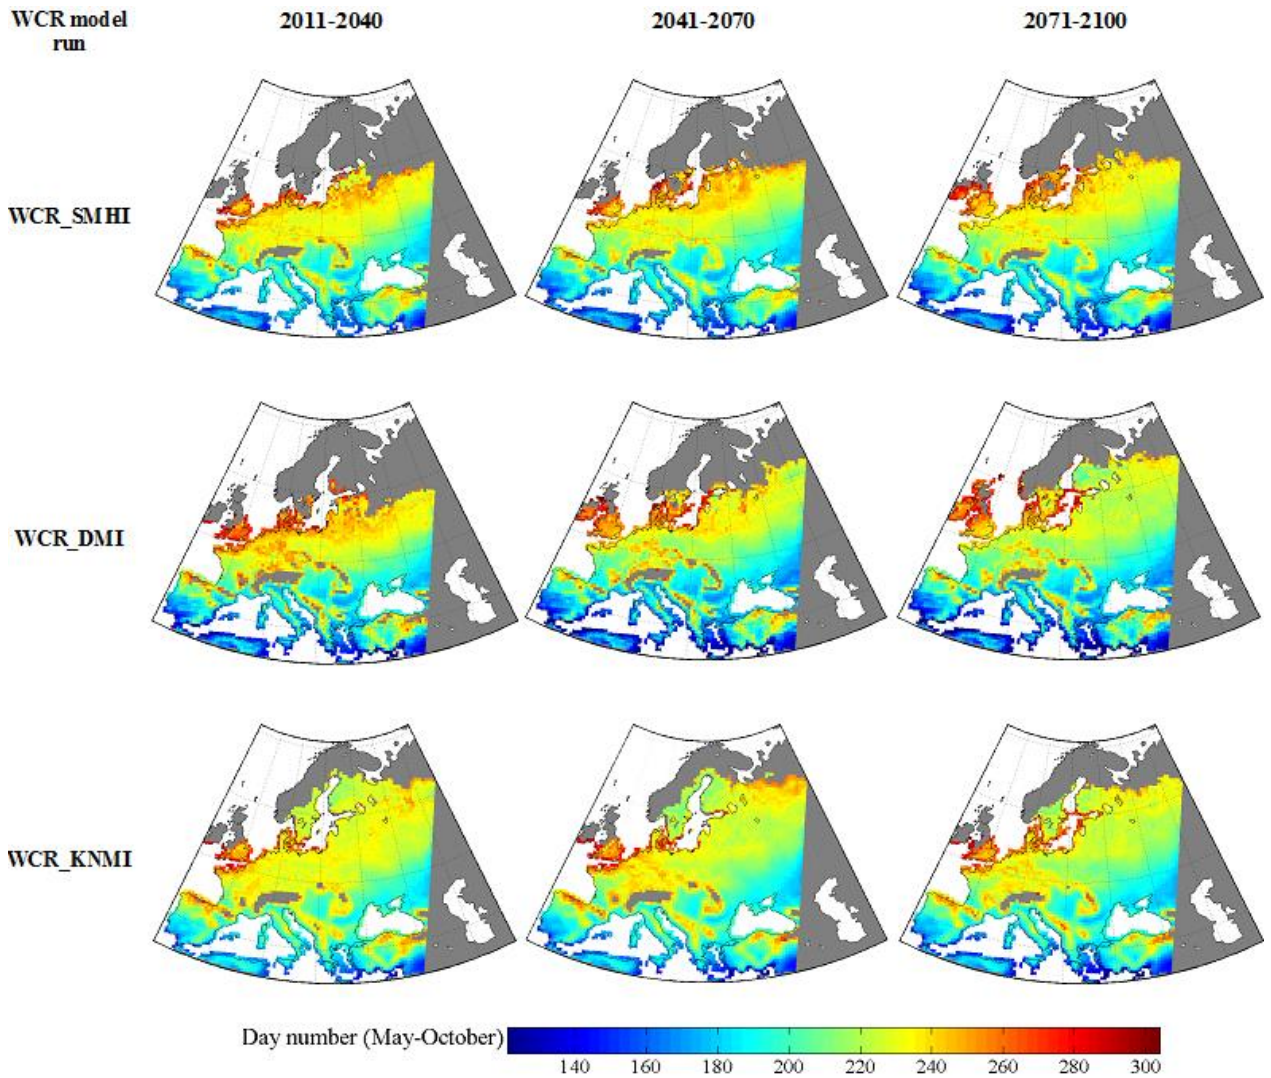 WCR model run 2011-2040 2041-2070 2071-2100
WCR_SMHI
WCR_DMI
WCR_KNMI
Day number (May-October)
140 160 180 200 220 240 260 280 300